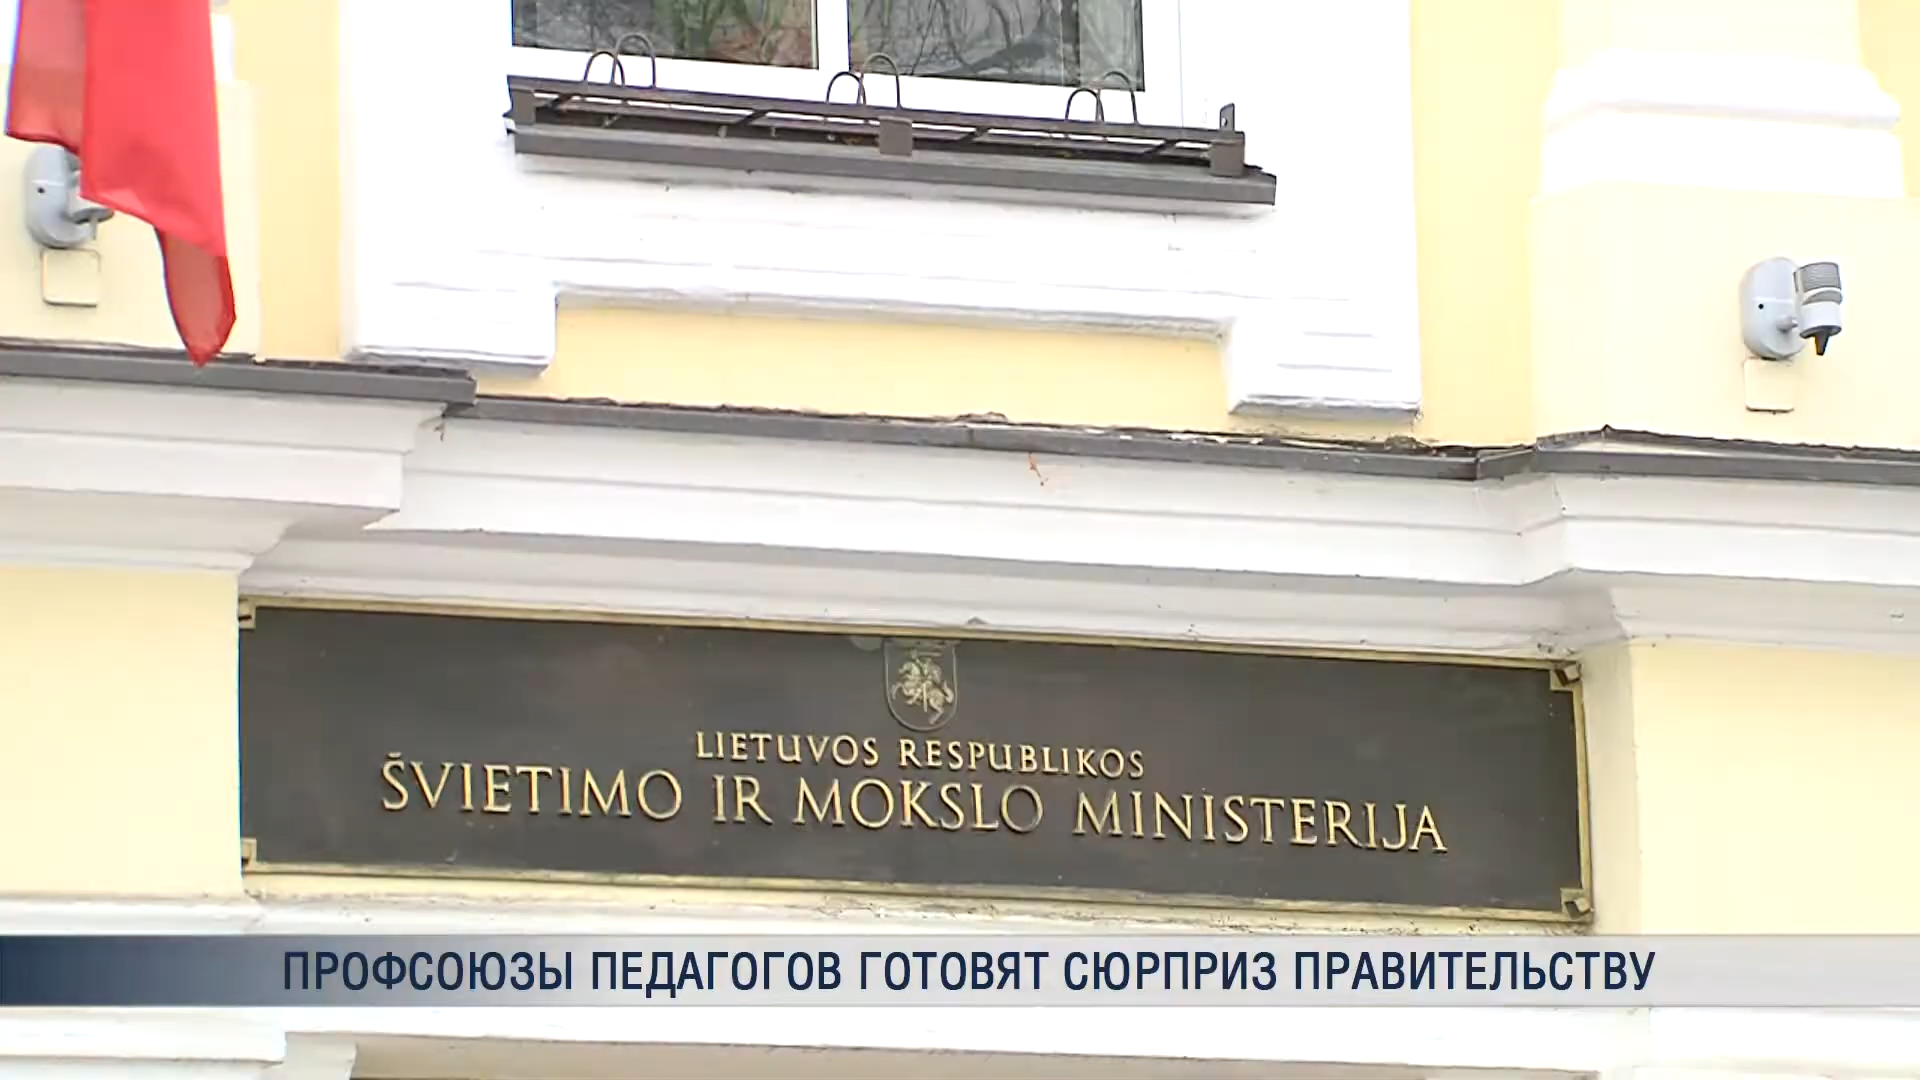 LIETUVOS RESPUBLIKOS
ŠVIETIMO IR MOKSLO MINISTERIJA
ПРОФСОЮЗЫ ПЕДАГОГОВ ГОТОВЯТ СЮРПРИЗ ПРАВИТЕЛЬСТВУ